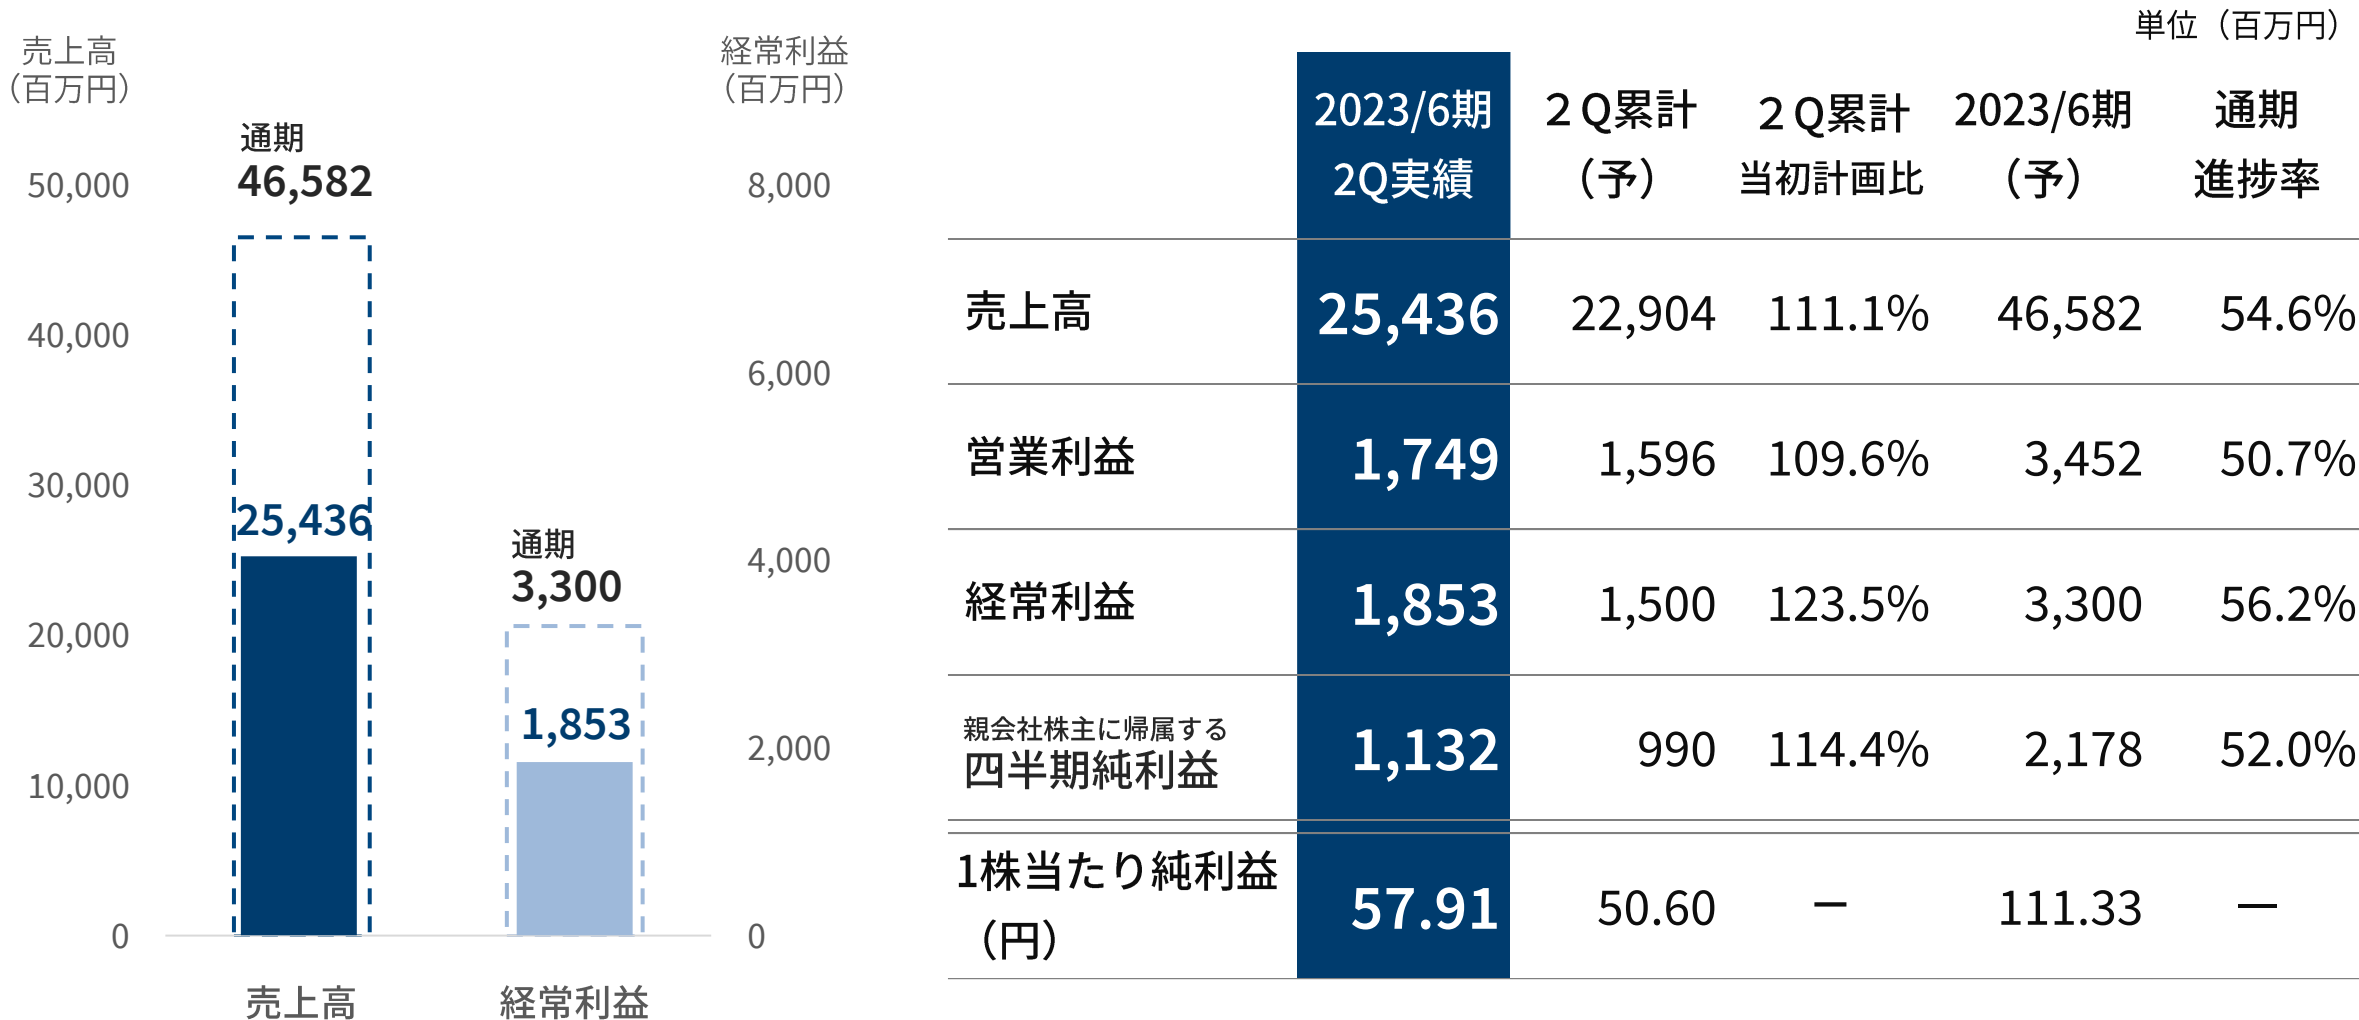 売上高
（百万円）
経常利益
（百万円）
50,000
40,000
30,000
20,000
10,000
0
通期
46,582
25,436
通期
3,300
1,853
8,000
6,000
4,000
2,000
0
売上高
経常利益
単位（百万円）
2023/6期
2Q実績
２Q累計
（予）
２Q累計
当初計画比
2023/6期
（予）
通期
進捗率
売上高 25,436 22,904 111.1% 46,582 54.6%
営業利益 1,749 1,596 109.6% 3,452 50.7%
経常利益 1,853 1,500 123.5% 3,300 56.2%
親会社株主に帰属する
四半期純利益 1,132 990 114.4% 2,178 52.0%
1株当たり純利益
（円） 57.91 50.60 － 111.33 －